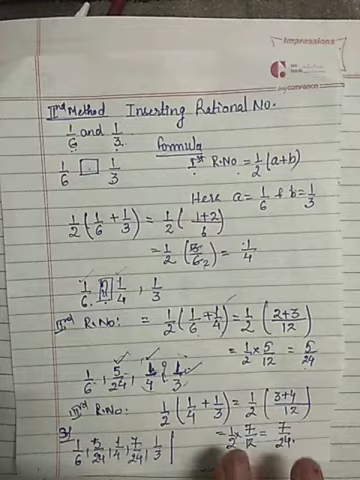 Impressions
mycompanion
IInd Method Inserting Rational No.
1/6 and 1/3
formula
Ist R.No = 1/2 (a+b)
1/6 □ 1/3
Here a = 1/6 & b = 1/3
1/2 (1/6 + 1/3) = 1/2 (1+2/6)
= 1/2 (3/6 2) = 1/4
1/6, 1/4, 1/3
IInd R.No: = 1/2 (1/6 + 1/4) = 1/2 (2+3/12)
= 1/2 × 5/12 = 5/24
1/6, 5/24, 1/4, 1/3
IIIrd R.No: 1/2 (1/4 + 1/3) = 1/2 (3+4/12)
= 1/2 × 7/12 = 7/24.
1/6, 5/24, 1/4, 7/24, 1/3